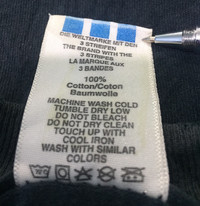 DIE WELTMARKE MIT DEN
3 STREIFEN
THE BRAND WITH THE
3 STRIPES
LA MARQUE AUX
3 BANDES
100%
Cotton/Coton
Baumwolle
MACHINE WASH COLD
TUMBLE DRY LOW
DO NOT BLEACH
DO NOT DRY CLEAN
TOUCH UP WITH
COOL IRON
WASH WITH SIMILAR
COLORS